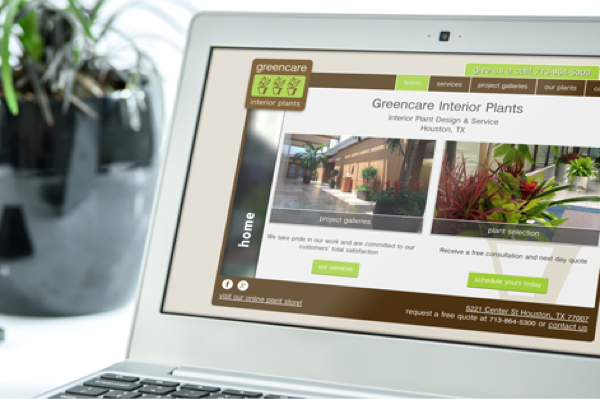 give us a call! 713-864-5300
greencare
interior plants
home
services
project galleries
our plants
Greencare Interior Plants
Interior Plant Design & Service
Houston, TX
home
project galleries
plant selection
We take pride in our work and are committed to our
customers' total satisfaction
Receive a free consultation and next day quote
our services
schedule yours today
f
visit our online plant store!
5221 Center St Houston, TX 77007
request a free quote at 713-864-5300 or contact us